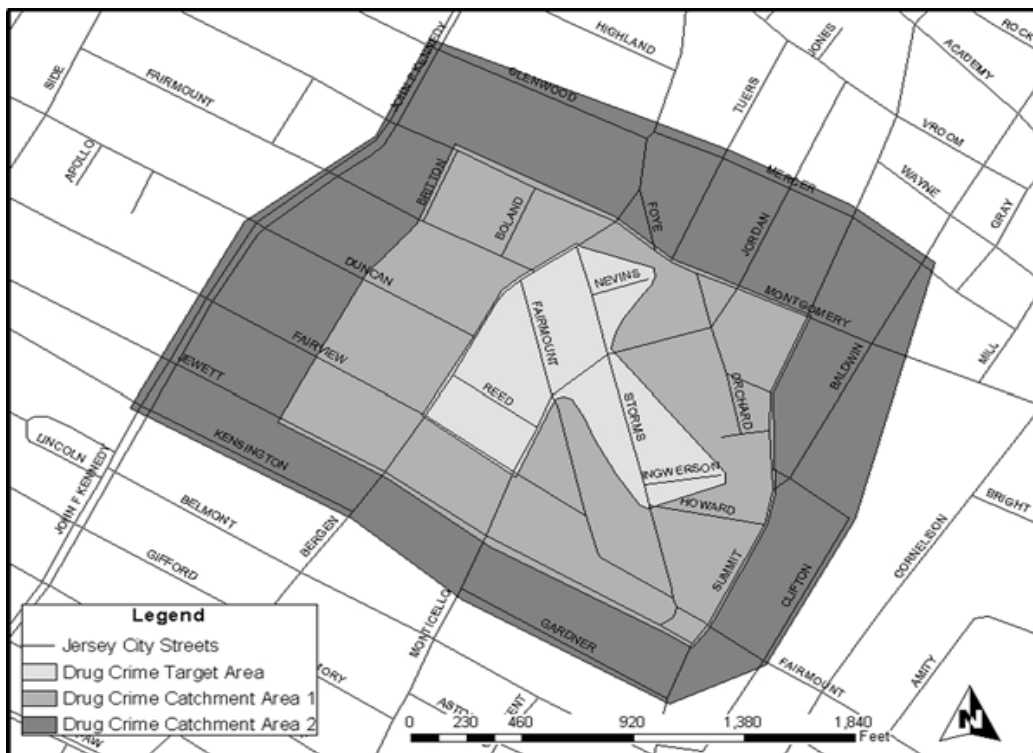 HIGHLAND
JONES
ROCK
ACADEMY
SIDE
FAIRMOUNT
JOHN F KENNEDY
GLENWOOD
TUERS
VROOM
APOLLO
BRITTON
MERCER
WAYNE
GRAY
BOLAND
FOYE
JORDAN
DUNCAN
NEVINS
MONTGOMERY
FAIRVIEW
FAIRMOUNT
MILL
JEWETT
BALDWIN
REED
STORMS
ORCHARD
LINCOLN
KENSINGTON
INGWERSON
BRIGHT
JOHN F KENNEDY
BELMONT
HOWARD
CORNELISON
BERGEN
GIFFORD
SUMMIT
CLIFTON
MONTICELLO
GARDNER
FAIRMOUNT
AMITY
Legend
Jersey City Streets
Drug Crime Target Area
Drug Crime Catchment Area 1
Drug Crime Catchment Area 2
TORY
ENT
N
0 230 460 920 1,380 1,840
Feet